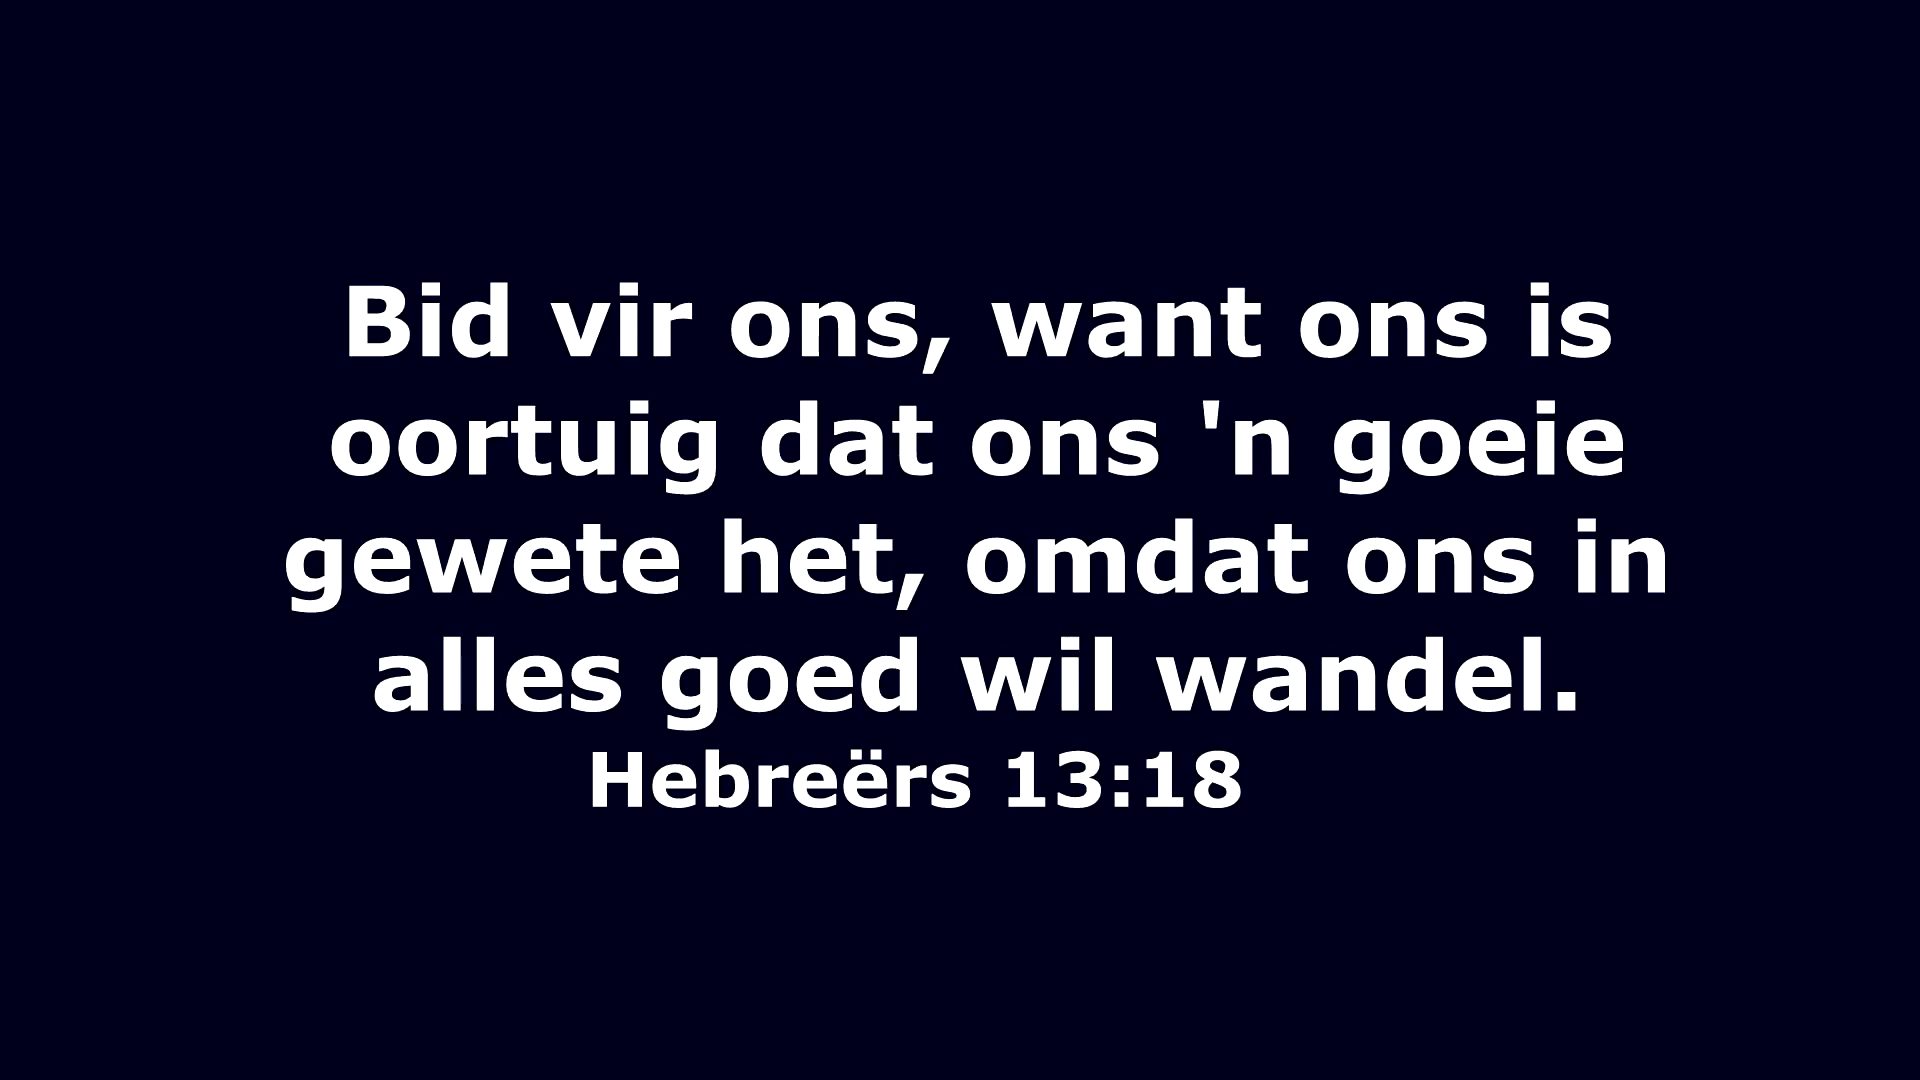 Bid vir ons, want ons is
oortuig dat ons 'n goeie
gewete het, omdat ons in
alles goed wil wandel.
Hebreërs 13:18